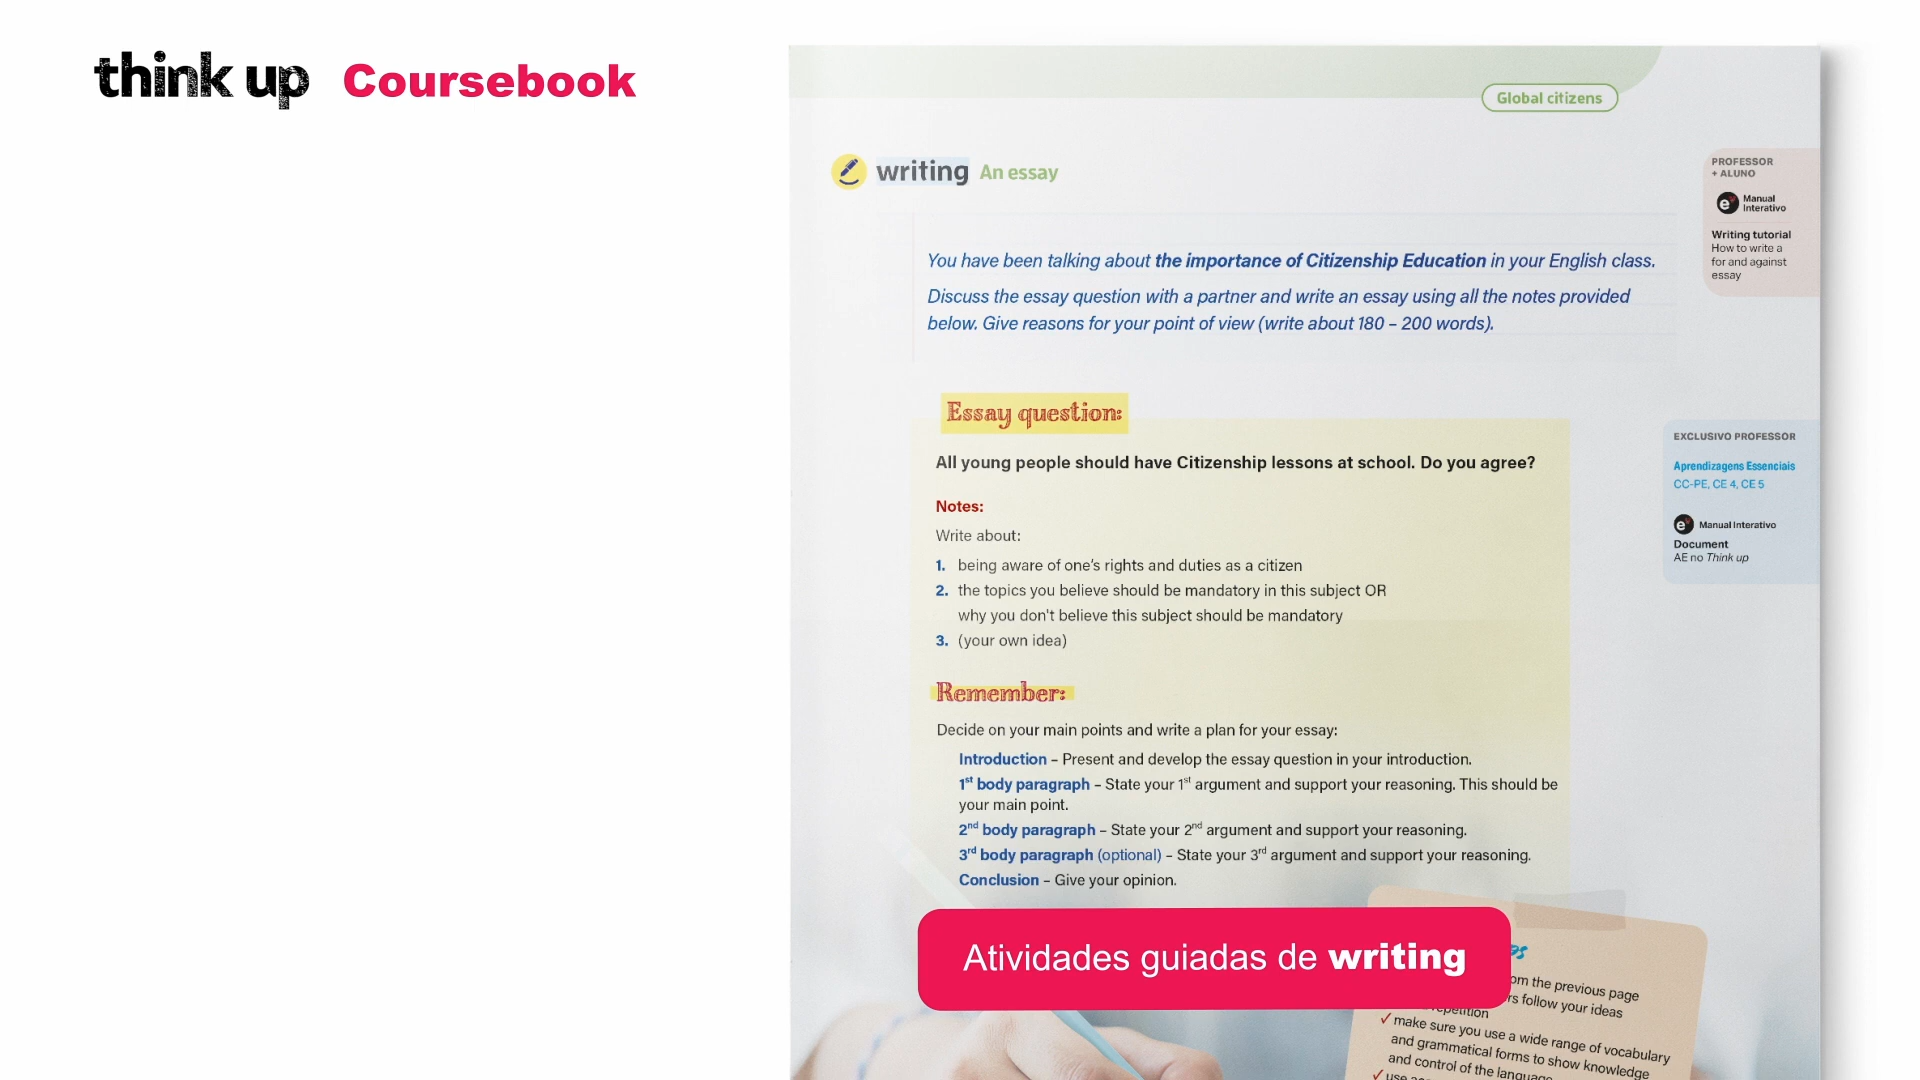 think up Coursebook
Global citizens
writing An essay
PROFESSOR
+ ALUNO
Manual
Interativo
Writing tutorial
How to write a
for and against
essay
You have been talking about the importance of Citizenship Education in your English class.
Discuss the essay question with a partner and write an essay using all the notes provided
below. Give reasons for your point of view (write about 180 – 200 words).
Essay question:
All young people should have Citizenship lessons at school. Do you agree?
Notes:
Write about:
1. being aware of one's rights and duties as a citizen
2. the topics you believe should be mandatory in this subject OR
why you don't believe this subject should be mandatory
3. (your own idea)
EXCLUSIVO PROFESSOR
Aprendizagens Essenciais
CC-PE, CE 4, CE 5
Manual Interativo
Document
AE no Think up
Remember:
Decide on your main points and write a plan for your essay:
Introduction – Present and develop the essay question in your introduction.
1st body paragraph – State your 1st argument and support your reasoning. This should be
your main point.
2nd body paragraph – State your 2nd argument and support your reasoning.
3rd body paragraph (optional) – State your 3rd argument and support your reasoning.
Conclusion – Give your opinion.
Atividades guiadas de writing
the previous page
follow your ideas
repetition
✓ make sure you use a wide range of vocabulary
and grammatical forms to show knowledge
and control of the language
✓ use